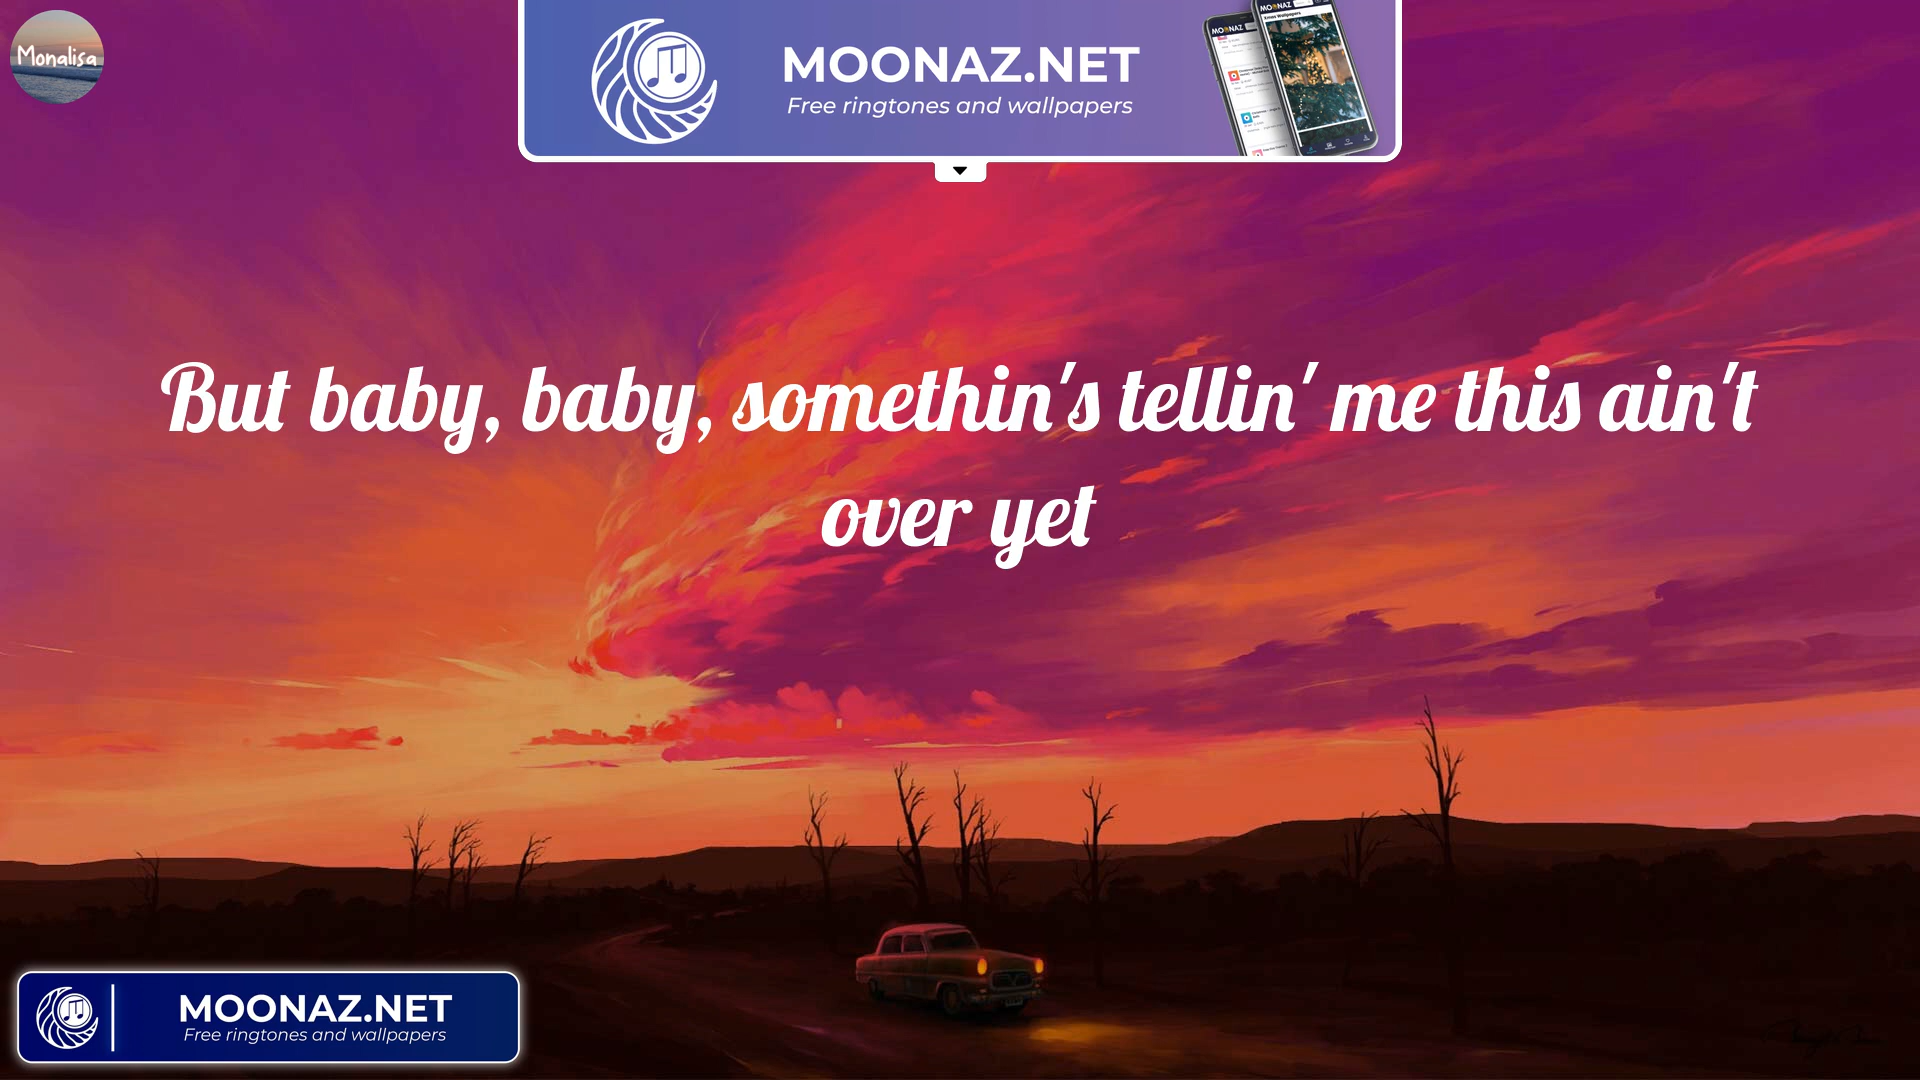 Monalisa
MOONAZ.NET
Free ringtones and wallpapers
But baby, baby, somethin's tellin' me this ain't
over yet
MOONAZ.NET
Free ringtones and wallpapers